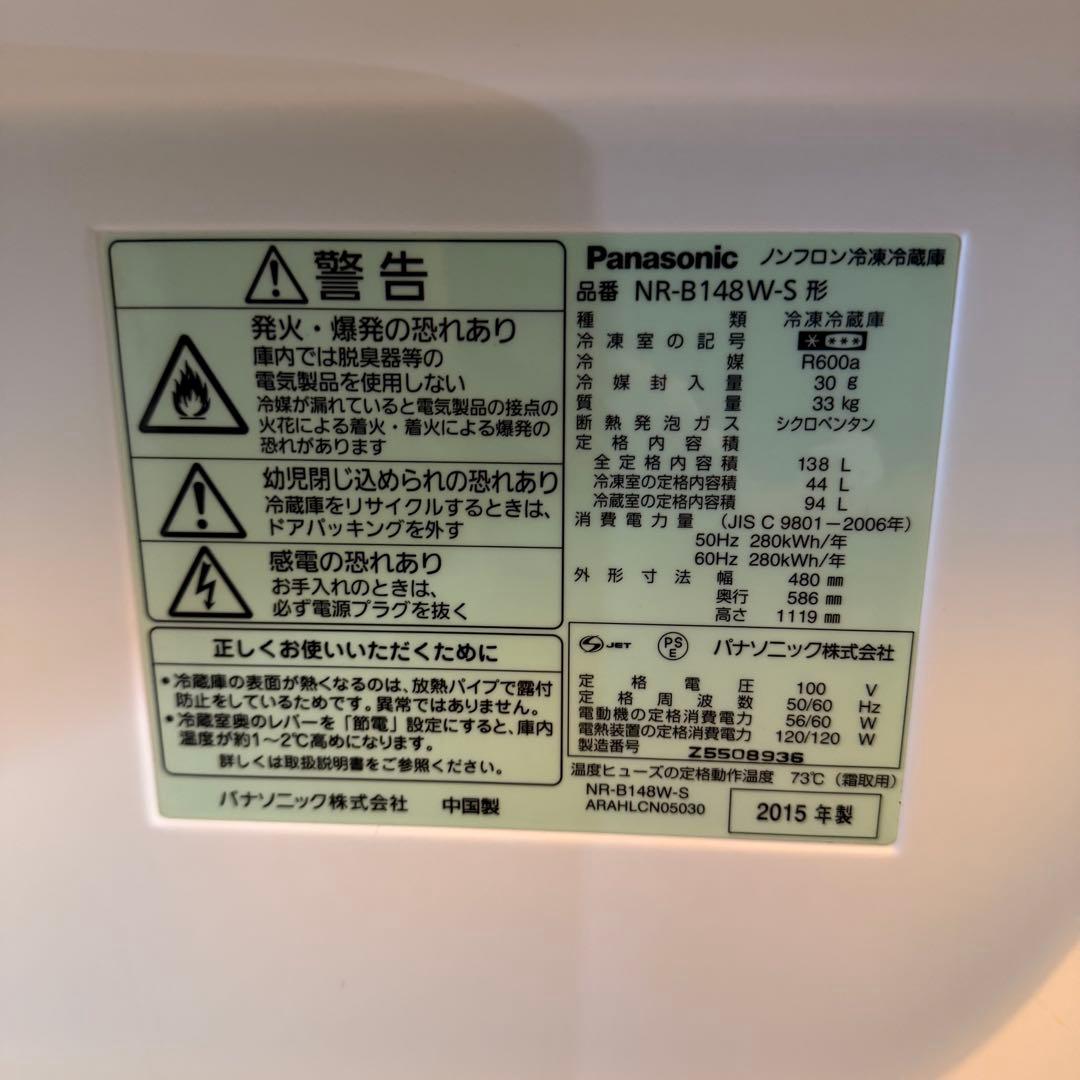 警告
発火・爆発の恐れあり
庫内では脱臭器等の
電気製品を使用しない
冷媒が漏れていると電気製品の接点の
火花による着火・着火による爆発の
恐れがあります
幼児閉じ込められの恐れあり
冷蔵庫をリサイクルするときは、
ドアパッキングを外す
感電の恐れあり
お手入れのときは、
必ず電源プラグを抜く
正しくお使いいただくために
•冷蔵庫の表面が熱くなるのは、放熱パイプで露付
防止をしているためです。異常ではありません。
•冷蔵室奥のレバーを「節電」設定にすると、庫内
温度が約1〜2℃高めになります。
詳しくは取扱説明書をご参照ください。
パナソニック株式会社 中国製
Panasonic ノンフロン冷凍冷蔵庫
品番 NR-B148W-S 形
種類 冷凍冷蔵庫
冷凍室の記号 * ***
冷媒 R600a
冷媒封入量 30 g
質量 33 kg
断熱発泡ガス シクロペンタン
定格内容積
全定格内容積 138 L
冷凍室の定格内容積 44 L
冷蔵室の定格内容積 94 L
消費電力量 (JIS C 9801-2006年)
50Hz 280kWh/年
60Hz 280kWh/年
外形寸法 幅 480 mm
奥行 586 mm
高さ 1119 mm
S JET PSE パナソニック株式会社
定格電圧 100 V
定格周波数 50/60 Hz
電動機の定格消費電力 56/60 W
電熱装置の定格消費電力 120/120 W
製造番号 Z5508936
温度ヒューズの定格動作温度 73℃(霜取用)
NR-B148W-S
ARAHLCN05030
2015 年製